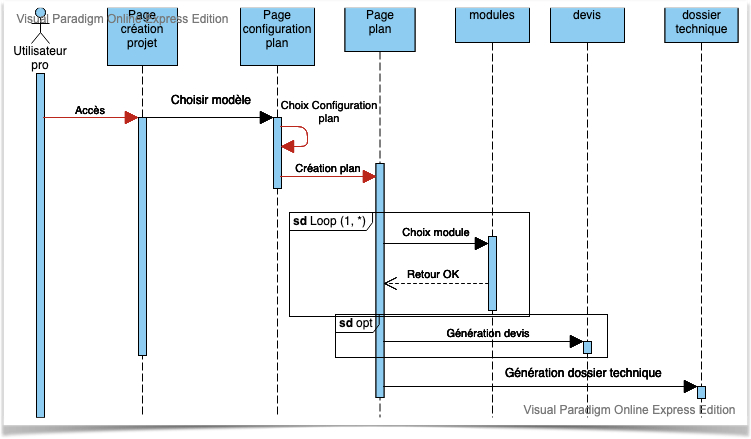 Visual Paradigm Online Express Edition
Utilisateur
pro
Page
création
projet
Page
configuration
plan
Page
plan
modules
devis
dossier
technique
Accès
Choisir modèle
Choix Configuration
plan
Création plan
sd Loop (1, *)
Choix module
Retour OK
sd opt
Génération devis
Génération dossier technique
Visual Paradigm Online Express Edition